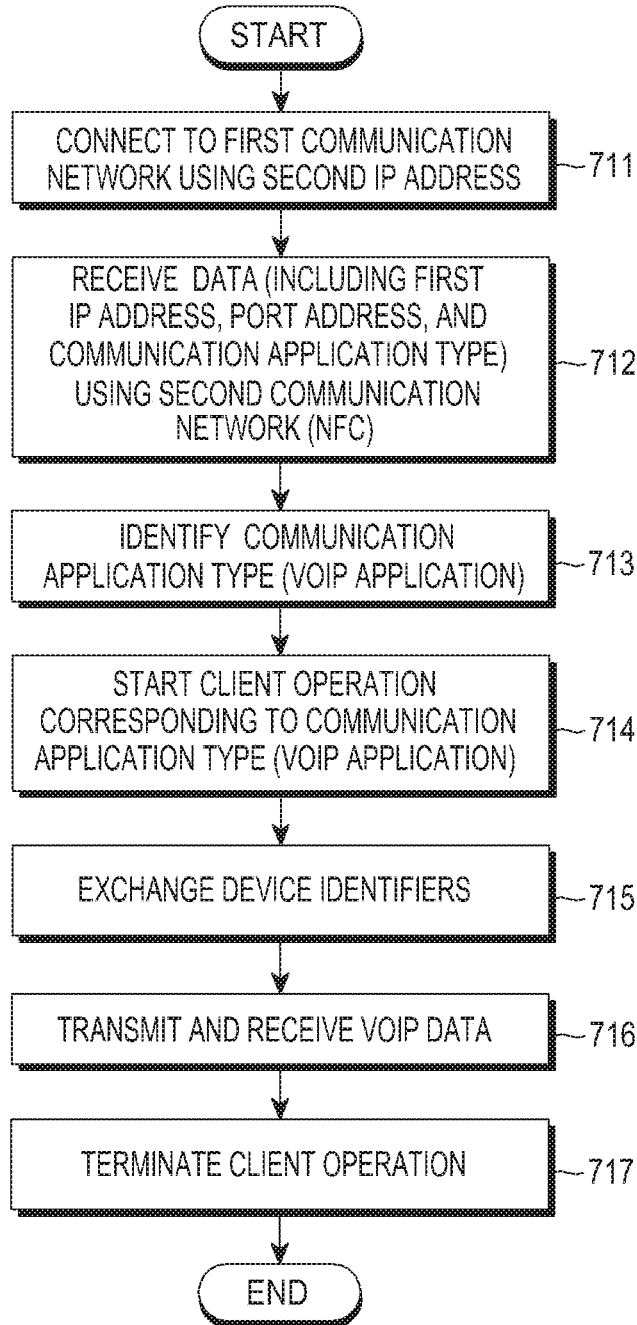 START
CONNECT TO FIRST COMMUNICATION
NETWORK USING SECOND IP ADDRESS
711
RECEIVE DATA (INCLUDING FIRST
IP ADDRESS, PORT ADDRESS, AND
COMMUNICATION APPLICATION TYPE)
USING SECOND COMMUNICATION
NETWORK (NFC)
712
IDENTIFY COMMUNICATION
APPLICATION TYPE (VOIP APPLICATION)
713
START CLIENT OPERATION
CORRESPONDING TO COMMUNICATION
APPLICATION TYPE (VOIP APPLICATION)
714
EXCHANGE DEVICE IDENTIFIERS
715
TRANSMIT AND RECEIVE VOIP DATA
716
TERMINATE CLIENT OPERATION
717
END